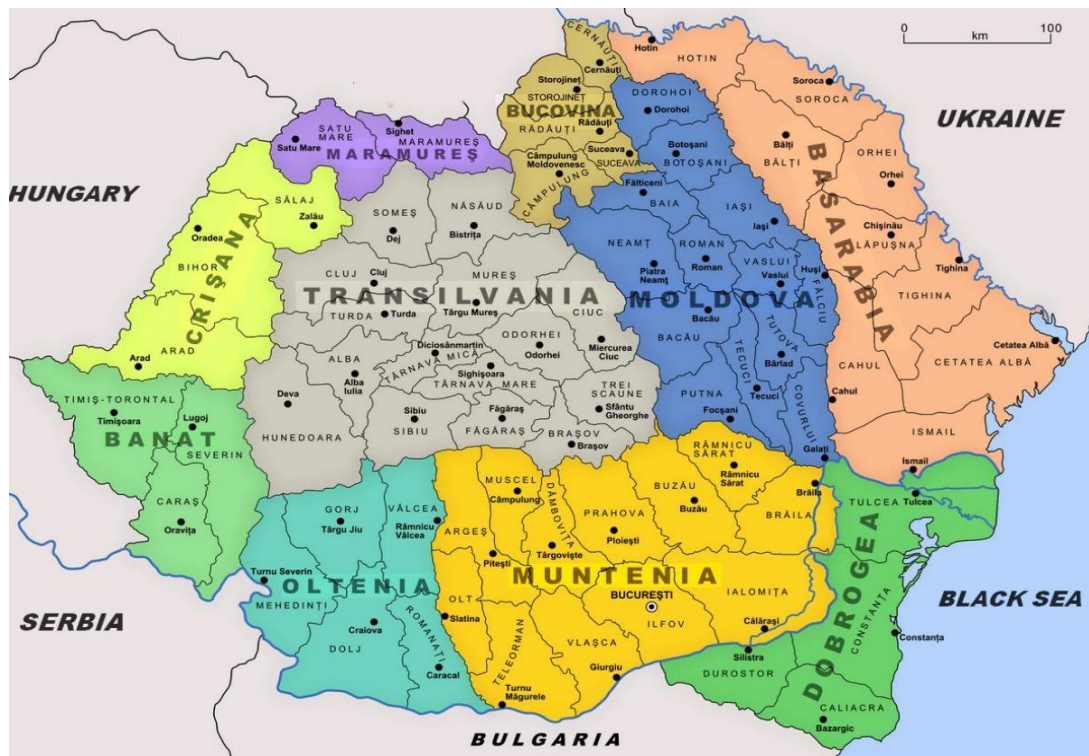 0 100
km
CERNĂUȚI
Cernăuți
Storojineț
STOROJINEȚ
BUCOVINA
RĂDĂUȚI
Rădăuți
Suceava
SUCEAVA
Câmpulung
Moldovenesc
CÂMPULUNG
Hotin
HOTIN
Soroca
SOROCA
UKRAINE
DOROHOI
Dorohoi
Botoșani
BOTOȘANI
Bălți
BĂLȚI
ORHEI
Orhei
BASARABIA
Chișinău
LĂPUȘNA
Tighina
TIGHINA
Cetatea Albă
CETATEA ALBĂ
CAHUL
Cahul
ISMAIL
Ismail
SATU
MARE
Satu Mare
Sighet
MARAMUREȘ
MARAMUREȘ
HUNGARY
SĂLAJ
Zalău
Oradea
BIHOR
CRIȘANA
ARAD
Arad
SOMEȘ
Dej
NĂSĂUD
Bistrița
CLUJ
Cluj
MUREȘ
TRANSILVANIA
TURDA
Turda
Târgu Mureș
CIUC
Diciosânmartin
ODORHEI
Odorhei
Miercurea
Ciuc
ALBA
Alba
Iulia
TÂRNAVA MICĂ
Sighișoara
TÂRNAVA MARE
TREI
SCAUNE
Sfântu
Gheorghe
Deva
HUNEDOARA
Sibiu
SIBIU
Făgăraș
FĂGĂRAȘ
BRAȘOV
Brașov
Fălticeni
BAIA
IAȘI
Iași
NEAMȚ
Piatra
Neamț
ROMAN
Roman
VASLUI
Vaslui
Huși
FĂLCIU
MOLDOVA
Bacău
BACĂU
TUTOVA
Bârlad
TECUCI
Tecuci
PUTNA
Focșani
COVURLUI
Galați
TIMIȘ-TORONTAL
Timișoara
Lugoj
BANAT
SEVERIN
CARAȘ
Oravița
SERBIA
GORJ
Târgu Jiu
VÂLCEA
Râmnicu
Vâlcea
Turnu Severin
OLTENIA
MEHEDINȚI
Craiova
DOLJ
ROMANAȚI
Caracal
MUSCEL
Câmpulung
ARGEȘ
Pitești
DÂMBOVIȚA
Târgoviște
PRAHOVA
Ploiești
BUZĂU
Buzău
RÂMNICU
SĂRAT
Râmnicu
Sărat
Brăila
BRĂILA
MUNTENIA
BUCUREȘTI
ILFOV
IALOMIȚA
Călărași
OLT
Slatina
TELEORMAN
Turnu
Măgurele
VLAȘCA
Giurgiu
TULCEA
Tulcea
DOBROGEA
CONSTANȚA
Constanța
Silistra
DUROSTOR
CALIACRA
Bazargic
BLACK SEA
BULGARIA